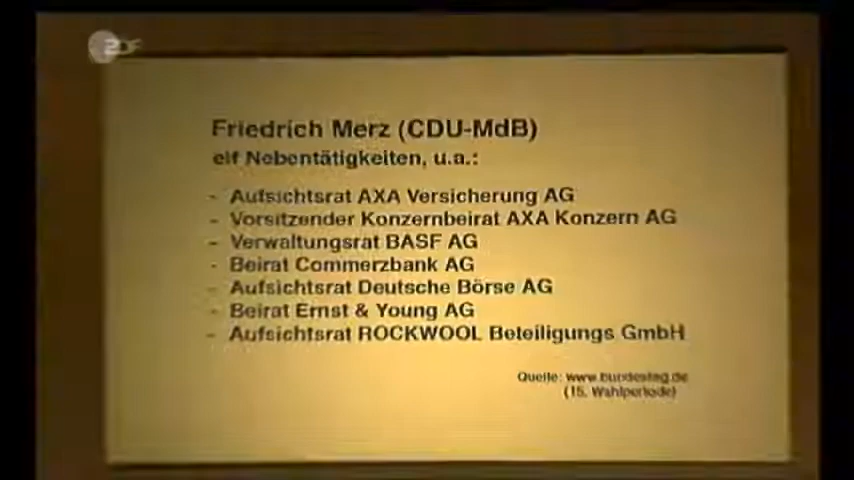 ZDF
Friedrich Merz (CDU-MdB)
elf Nebentätigkeiten, u.a.:
- Aufsichtsrat AXA Versicherung AG
- Vorsitzender Konzernbeirat AXA Konzern AG
- Verwaltungsrat BASF AG
- Beirat Commerzbank AG
- Aufsichtsrat Deutsche Börse AG
- Beirat Ernst & Young AG
- Aufsichtsrat ROCKWOOL Beteiligungs GmbH
Quelle: www.bundestag.de
(15. Wahlperiode)